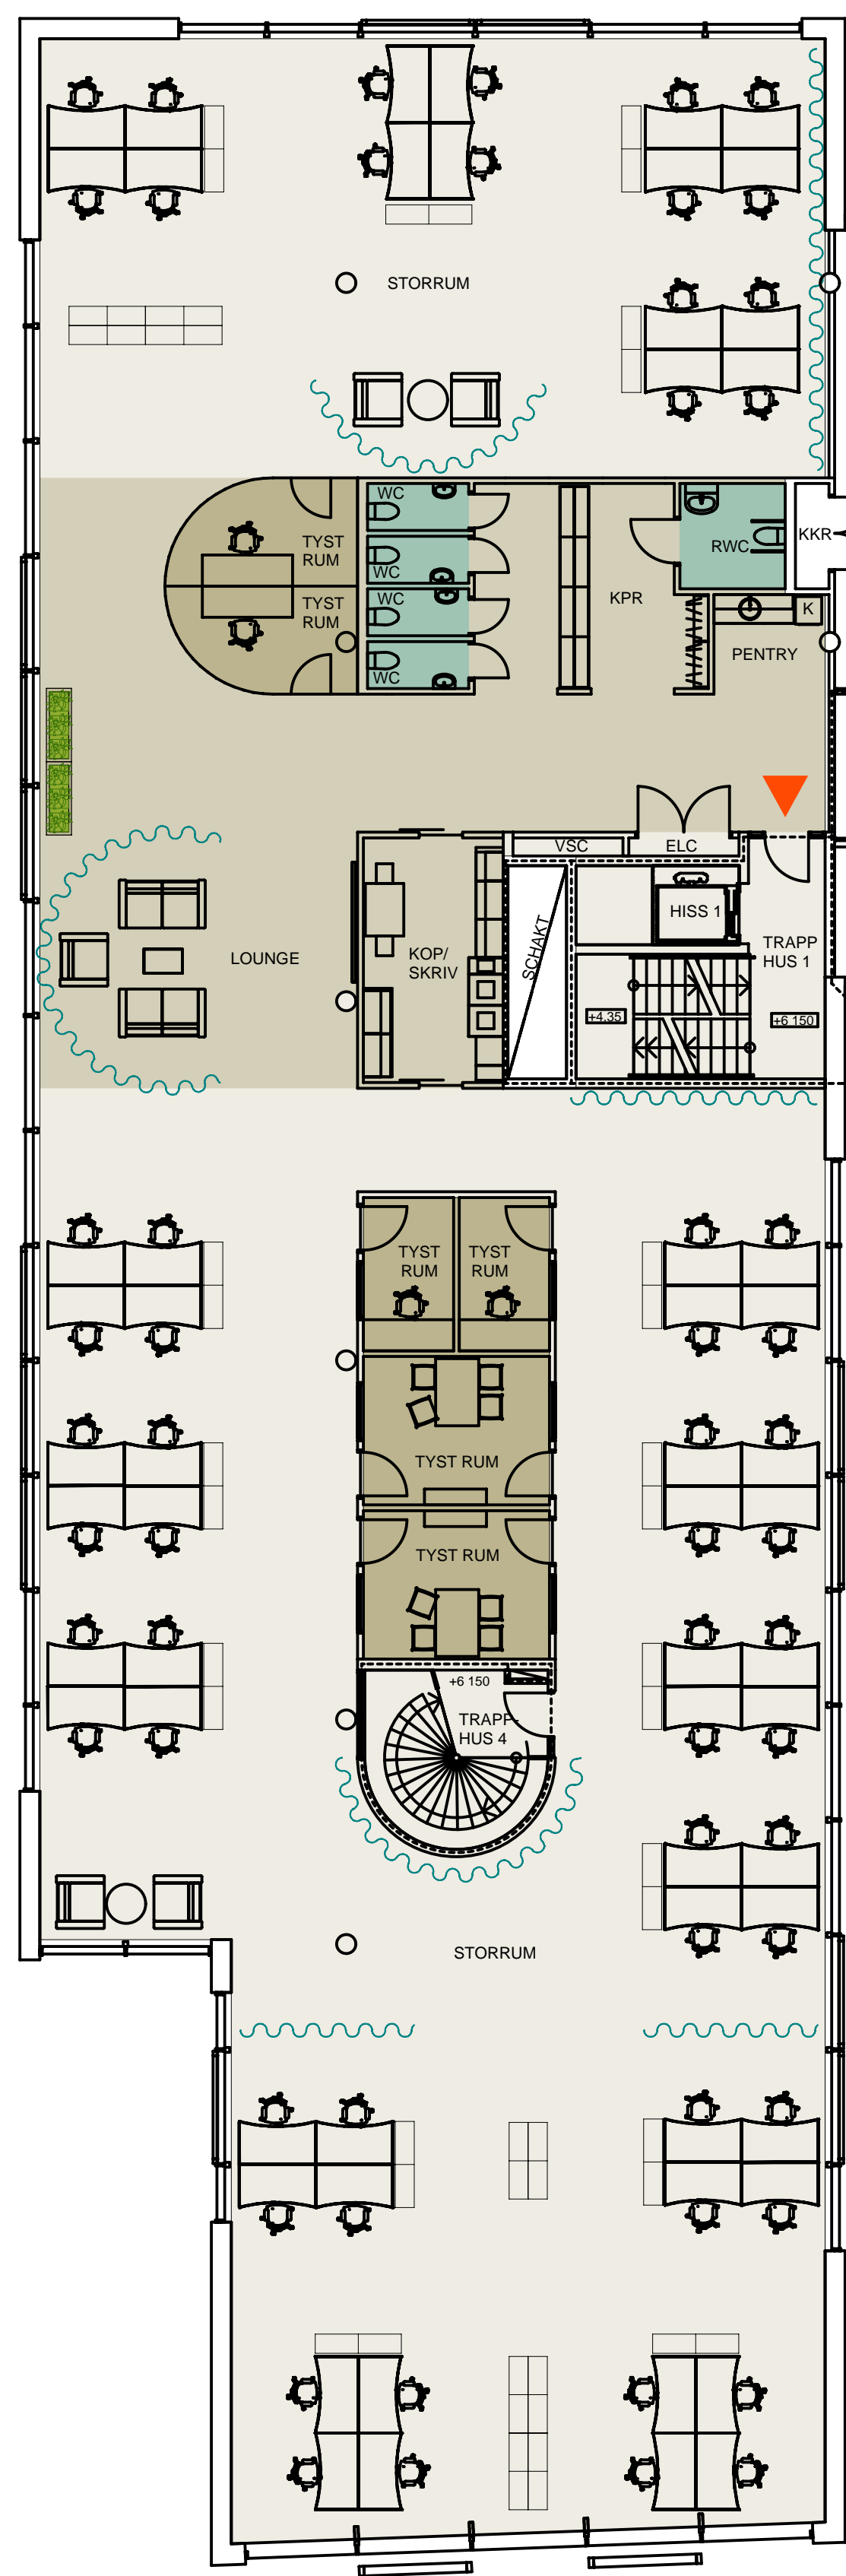 STORRUM
WC
TYST
RUM
RWC
KKR
WC
TYST
RUM
WC
KPR
K
PENTRY
WC
VSC
ELC
HISS 1
SCHAKT
TRAPP
HUS 1
LOUNGE
KOP/
SKRIV
+4.35
+6 150
TYST
RUM
TYST
RUM
TYST RUM
TYST RUM
+6 150
TRAPP-
HUS 4
STORRUM